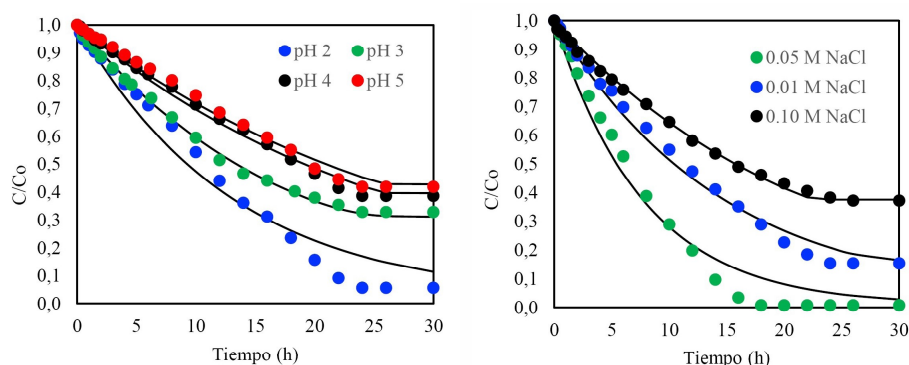 C/Co
1,0
0,9
0,8
0,7
0,6
0,5
0,4
0,3
0,2
0,1
0,0
pH 2 pH 3
pH 4 pH 5
0 5 10 15 20 25 30
Tiempo (h)
C/Co
1,0
0,9
0,8
0,7
0,6
0,5
0,4
0,3
0,2
0,1
0,0
0.05 M NaCl
0.01 M NaCl
0.10 M NaCl
0 5 10 15 20 25 30
Tiempo (h)